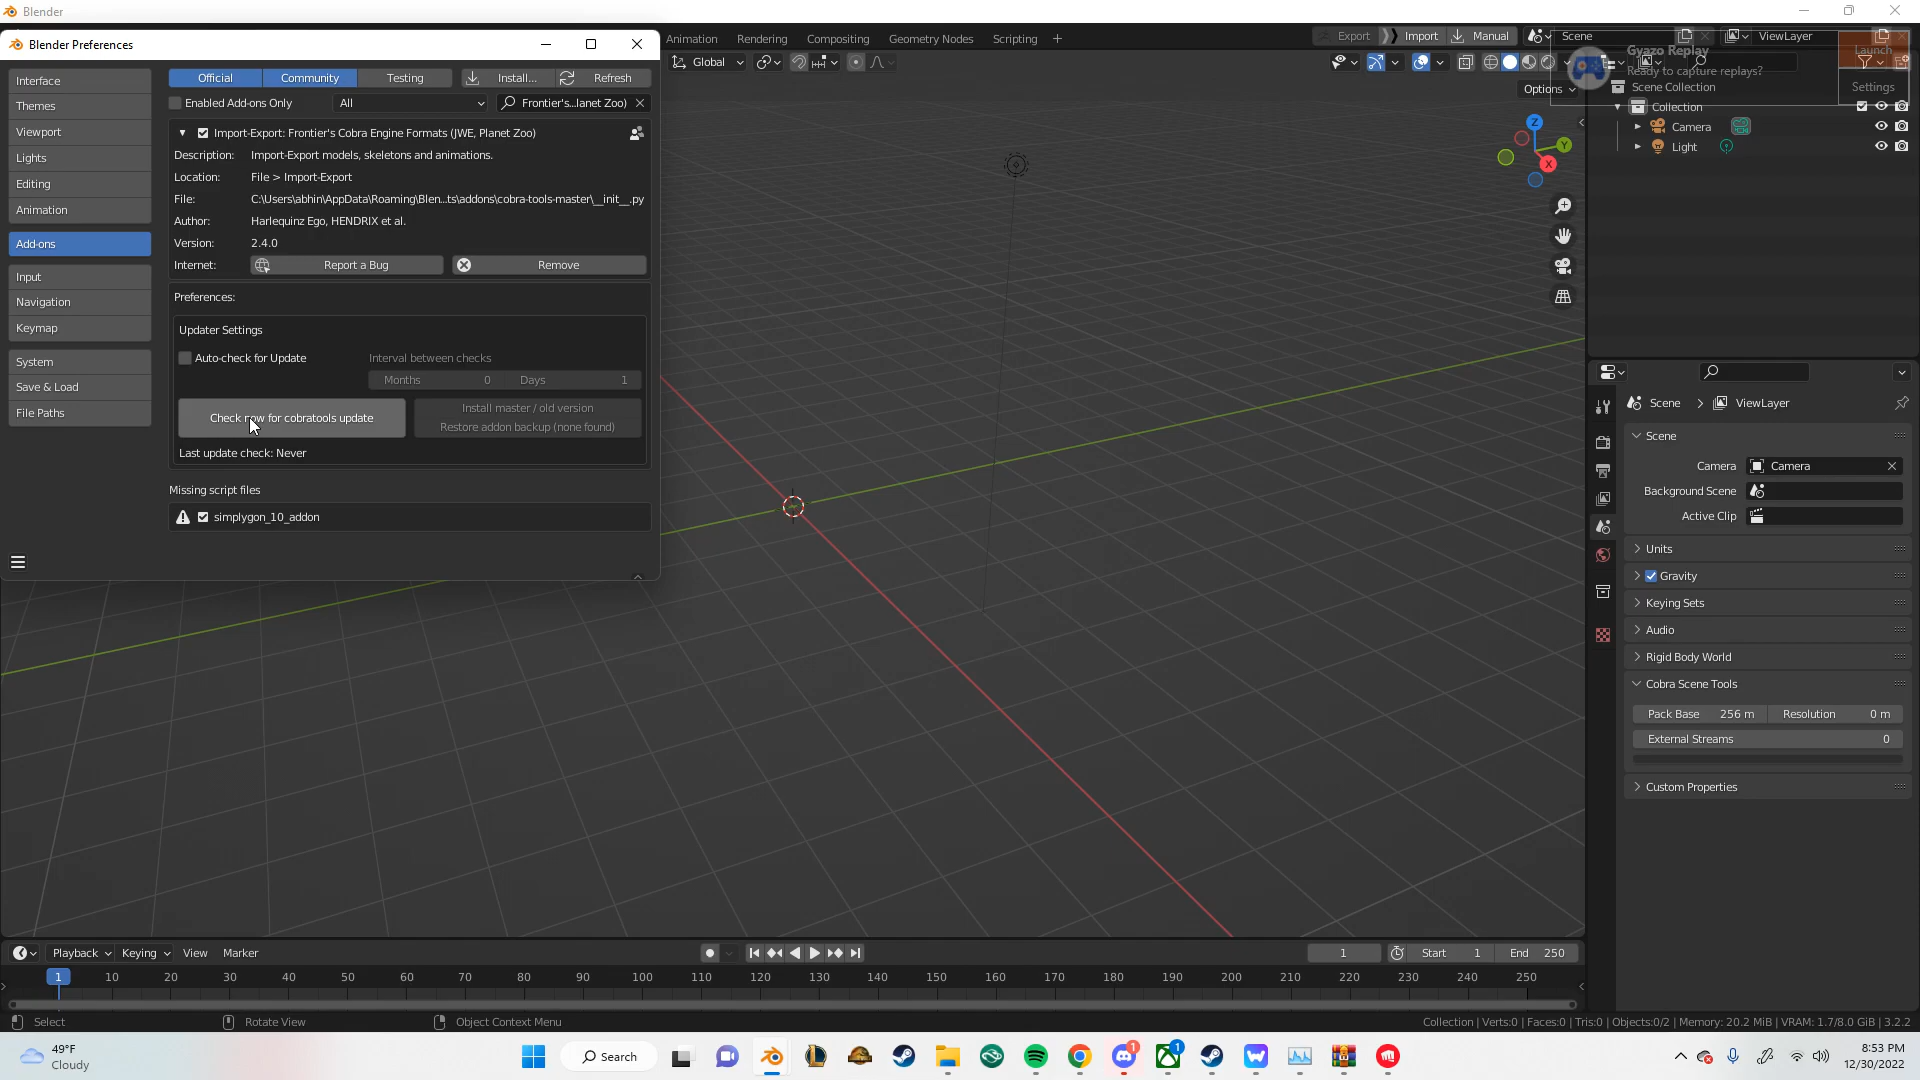 Blender
Blender Preferences
Animation Rendering Compositing Geometry Nodes Scripting +
Export Import Manual Scene ViewLayer
Global
Options
Gyazo Replay
Ready to capture replays?
Launch
Settings
Interface
Themes
Viewport
Lights
Editing
Animation
Add-ons
Input
Navigation
Keymap
System
Save & Load
File Paths
Official Community Testing Install... Refresh
Enabled Add-ons Only All Frontier's...lanet Zoo)
Import-Export: Frontier's Cobra Engine Formats (JWE, Planet Zoo)
Description: Import-Export models, skeletons and animations.
Location: File > Import-Export
File: C:\Users\abhin\AppData\Roaming\Blen...ts\addons\cobra-tools-master\__init__.py
Author: Harlequinz Ego, HENDRIX et al.
Version: 2.4.0
Internet: Report a Bug Remove
Preferences:
Updater Settings
Auto-check for Update Interval between checks
Months 0 Days 1
Check now for cobratools update
Install master / old version
Restore addon backup (none found)
Last update check: Never
Missing script files
simplygon_10_addon
Z
Y
X
Scene Collection
Collection
Camera
Light
Scene > ViewLayer
Scene
Camera Camera
Background Scene
Active Clip
Units
Gravity
Keying Sets
Audio
Rigid Body World
Cobra Scene Tools
Pack Base 256 m Resolution 0 m
External Streams 0
Custom Properties
Playback Keying View Marker
1 Start 1 End 250
1 10 20 30 40 50 60 70 80 90 100 110 120 130 140 150 160 170 180 190 200 210 220 230 240 250
Select Rotate View Object Context Menu
Collection | Verts:0 | Faces:0 | Tris:0 | Objects:0/2 | Memory: 20.2 MiB | VRAM: 1.7/8.0 GiB | 3.2.2
49°F
Cloudy
Search
1
1
8:53 PM
12/30/2022